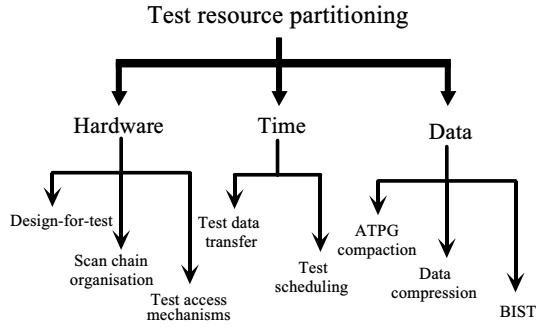 Test resource partitioning
Hardware
Time
Data
Design-for-test
Scan chain
organisation
Test access
mechanisms
Test data
transfer
Test
scheduling
ATPG
compaction
Data
compression
BIST